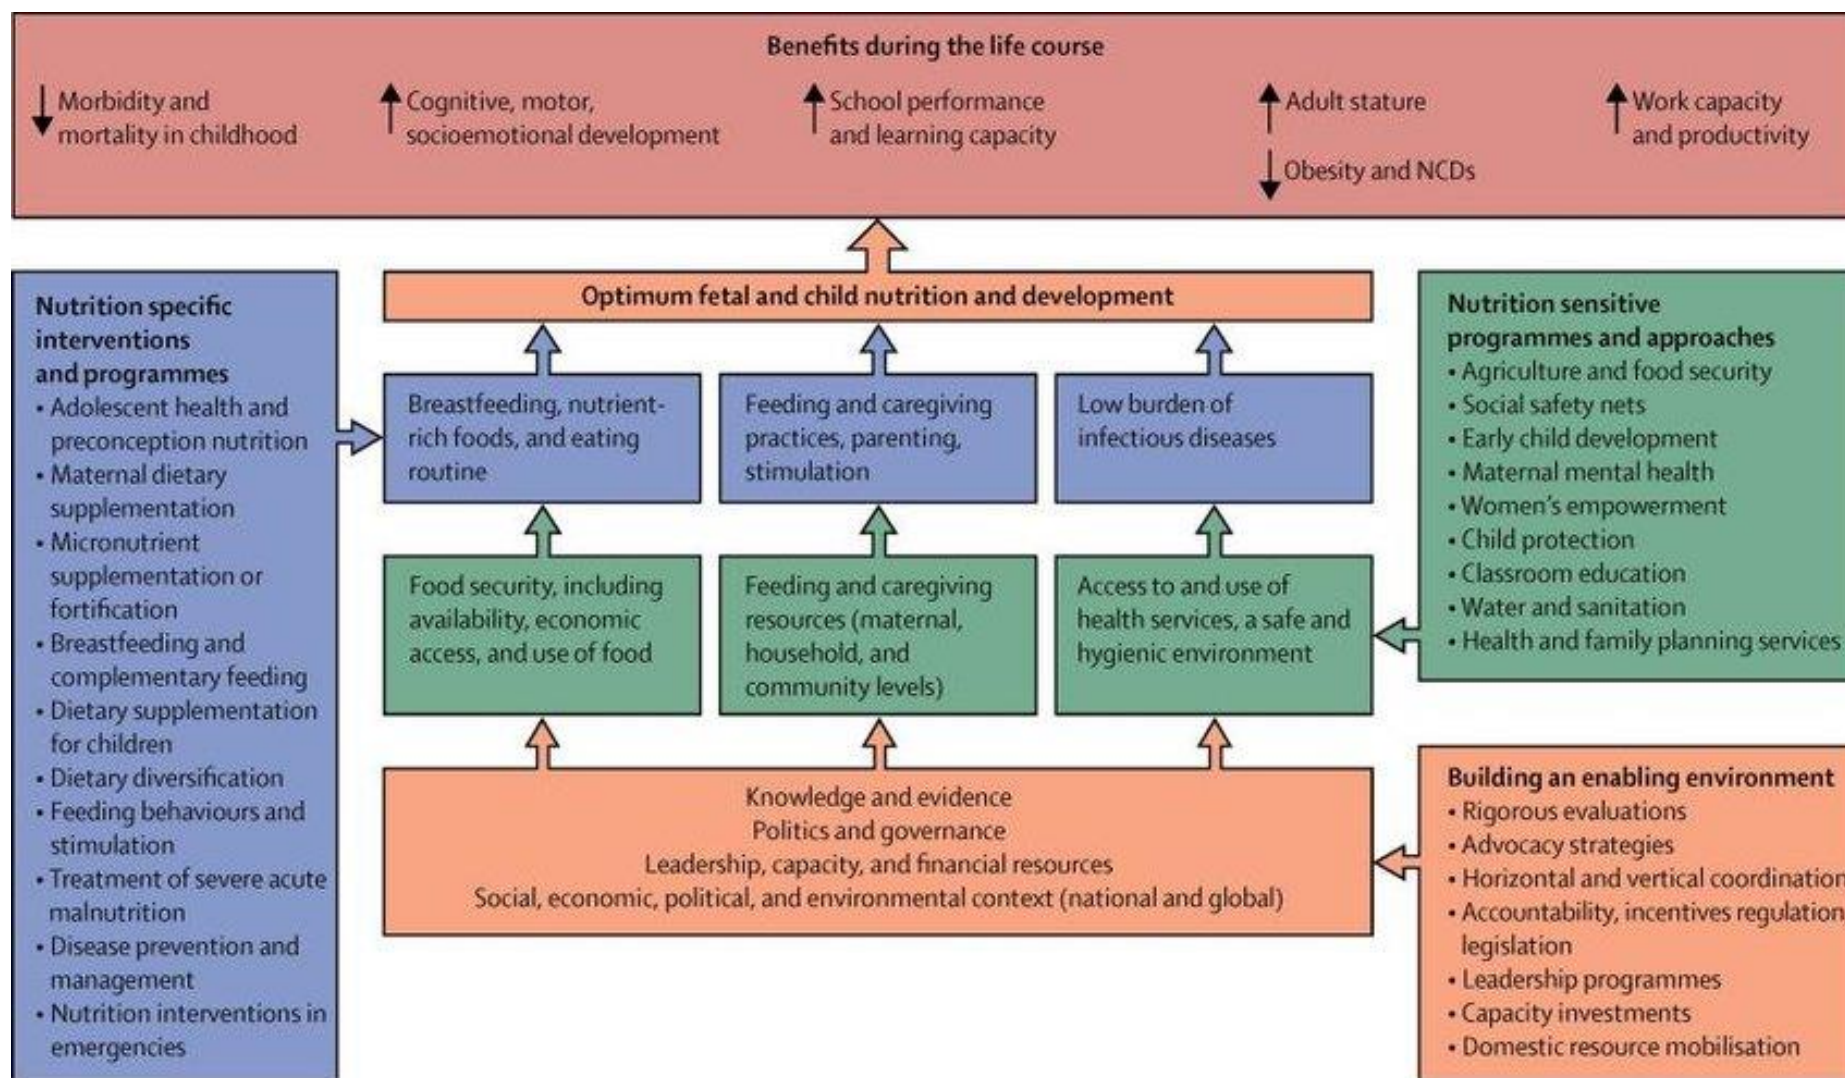 Benefits during the life course
Morbidity and
mortality in childhood
Cognitive, motor,
socioemotional development
School performance
and learning capacity
Adult stature
Obesity and NCDs
Work capacity
and productivity
Nutrition specific
interventions
and programmes
• Adolescent health and
preconception nutrition
• Maternal dietary
supplementation
• Micronutrient
supplementation or
fortification
• Breastfeeding and
complementary feeding
• Dietary supplementation
for children
• Dietary diversification
• Feeding behaviours and
stimulation
• Treatment of severe acute
malnutrition
• Disease prevention and
management
• Nutrition interventions in
emergencies
Optimum fetal and child nutrition and development
Breastfeeding, nutrient-
rich foods, and eating
routine
Feeding and caregiving
practices, parenting,
stimulation
Low burden of
infectious diseases
Food security, including
availability, economic
access, and use of food
Feeding and caregiving
resources (maternal,
household, and
community levels)
Access to and use of
health services, a safe and
hygienic environment
Knowledge and evidence
Politics and governance
Leadership, capacity, and financial resources
Social, economic, political, and environmental context (national and global)
Nutrition sensitive
programmes and approaches
• Agriculture and food security
• Social safety nets
• Early child development
• Maternal mental health
• Women's empowerment
• Child protection
• Classroom education
• Water and sanitation
• Health and family planning services
Building an enabling environment
• Rigorous evaluations
• Advocacy strategies
• Horizontal and vertical coordination
• Accountability, incentives regulation
legislation
• Leadership programmes
• Capacity investments
• Domestic resource mobilisation